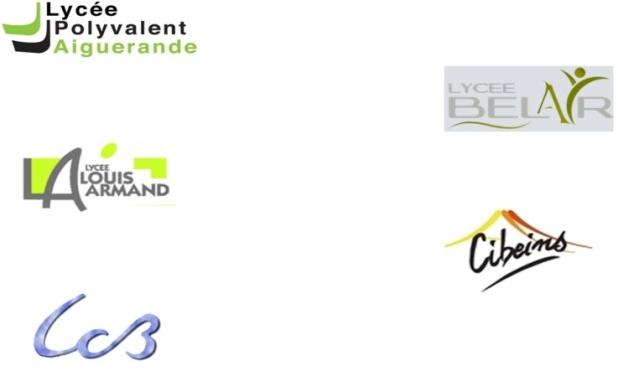 Lycée
Polyvalent
Aiguerande
LYCEE
BELAIR
LYCEE
LOUIS
ARMAND
Cibeins
LCB